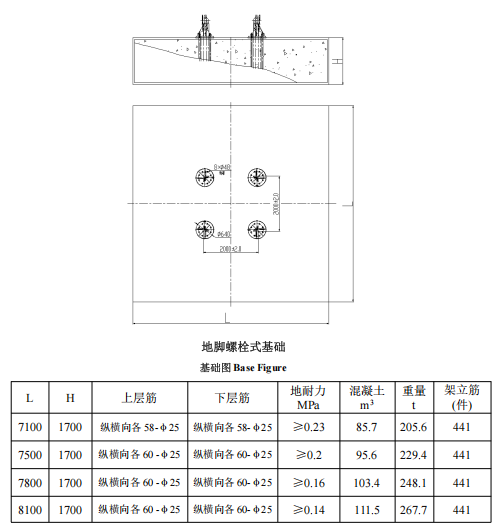 H
8×Ø48
Ø640
2000±2.0
2000±2.0
L
L
地脚螺栓式基础
基础图 Base Figure
L H 上层筋 下层筋 地耐力 MPa 混凝土 m³ 重量 t 架立筋 (件)
7100 1700 纵横向各 58-φ25 纵横向各 58-φ25 ≥0.23 85.7 205.6 441
7500 1700 纵横向各 60-φ25 纵横向各 60-φ25 ≥0.2 95.6 229.4 441
7800 1700 纵横向各 60-φ25 纵横向各 60-φ25 ≥0.16 103.4 248.1 441
8100 1700 纵横向各 60-φ25 纵横向各 60-φ25 ≥0.14 111.5 267.7 441